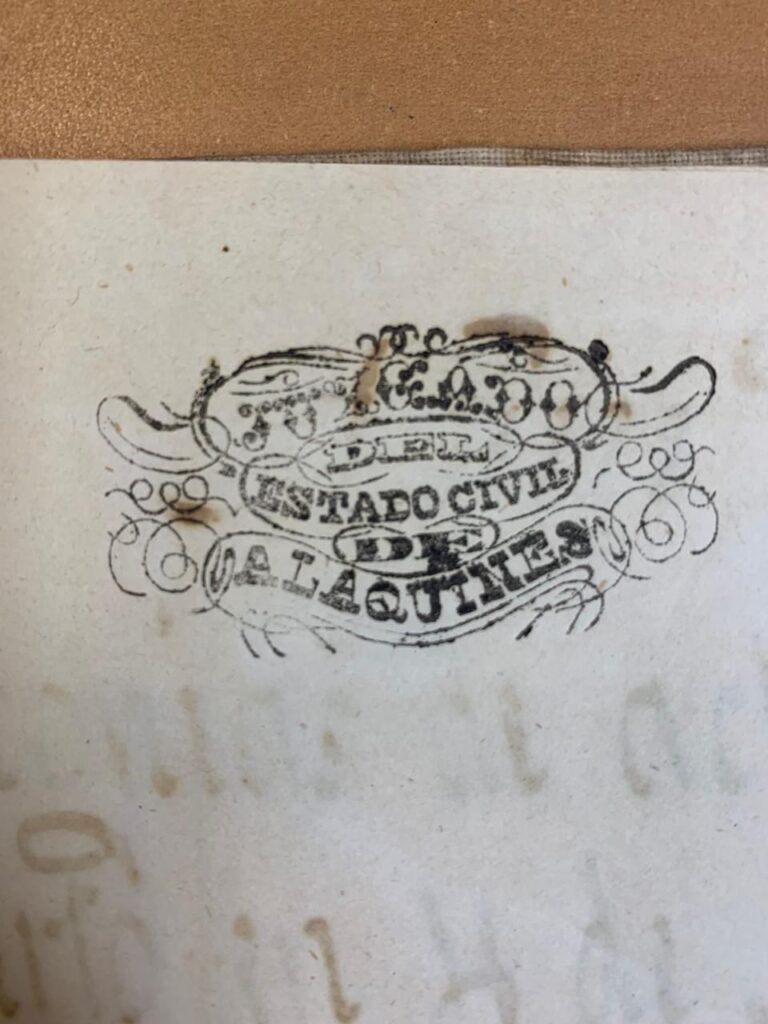 JUZGADO
DEL
ESTADO CIVIL
DE
ALAQUINES